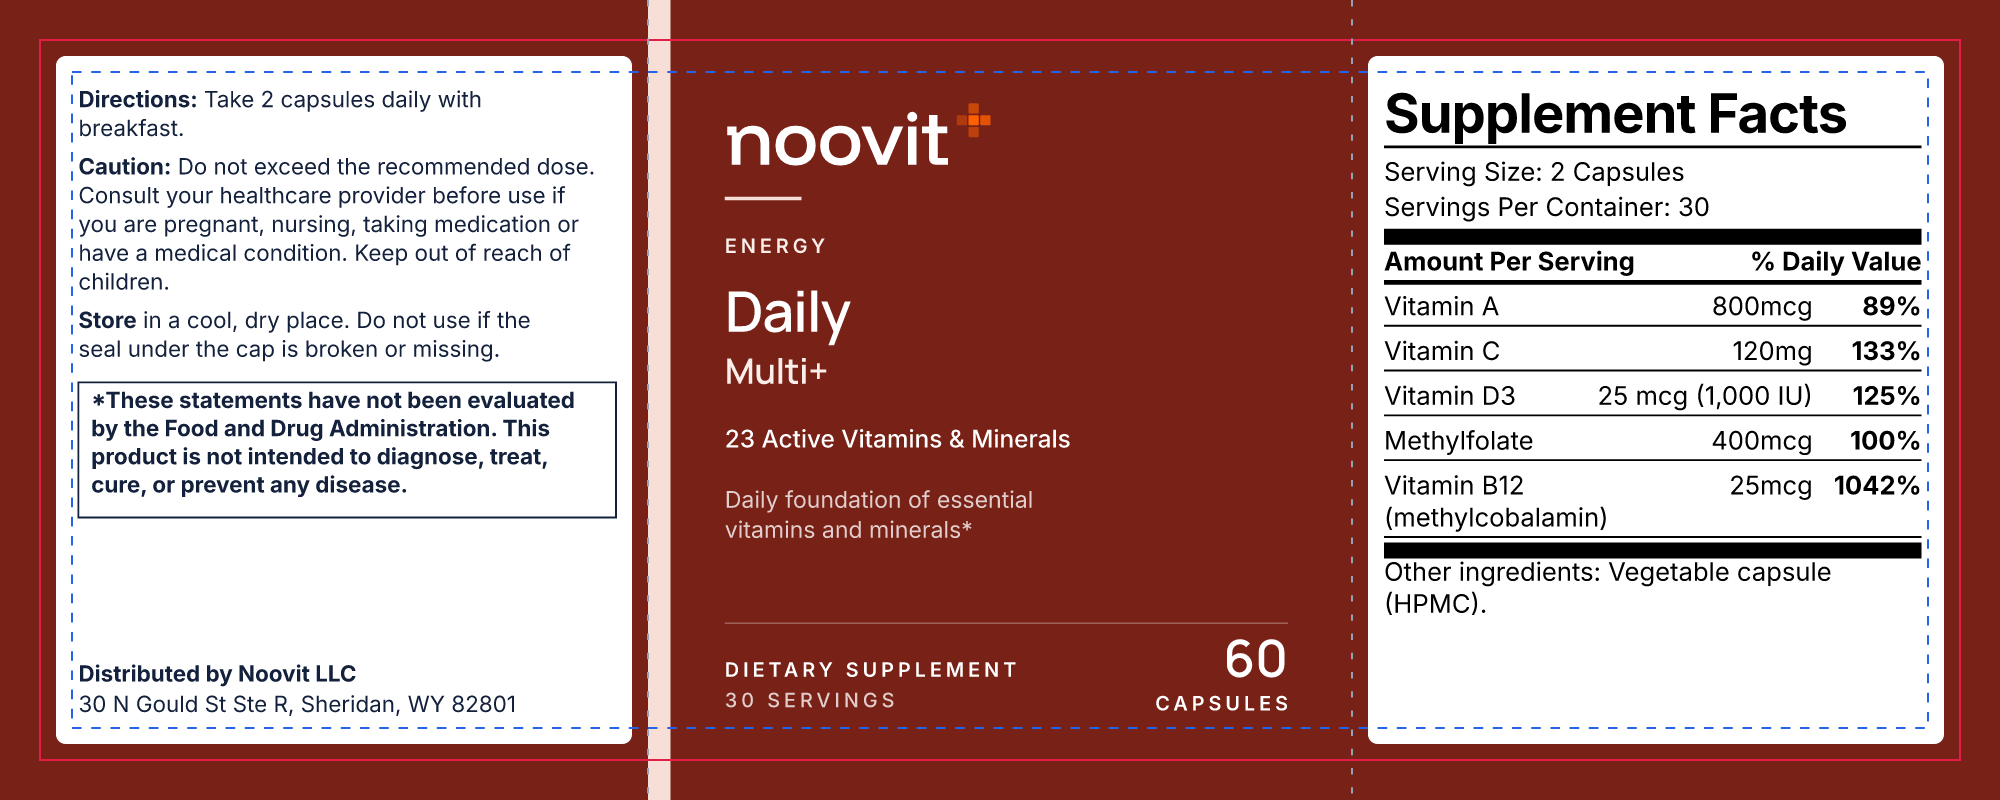 Directions: Take 2 capsules daily with
breakfast.
Caution: Do not exceed the recommended dose.
Consult your healthcare provider before use if
you are pregnant, nursing, taking medication or
have a medical condition. Keep out of reach of
children.
Store in a cool, dry place. Do not use if the
seal under the cap is broken or missing.
*These statements have not been evaluated
by the Food and Drug Administration. This
product is not intended to diagnose, treat,
cure, or prevent any disease.
Distributed by Noovit LLC
30 N Gould St Ste R, Sheridan, WY 82801
noovit
ENERGY
Daily
Multi+
23 Active Vitamins & Minerals
Daily foundation of essential
vitamins and minerals*
DIETARY SUPPLEMENT
30 SERVINGS
60
CAPSULES
Supplement Facts
Serving Size: 2 Capsules
Servings Per Container: 30
Amount Per Serving % Daily Value
Vitamin A 800mcg 89%
Vitamin C 120mg 133%
Vitamin D3 25 mcg (1,000 IU) 125%
Methylfolate 400mcg 100%
Vitamin B12 25mcg 1042%
(methylcobalamin)
Other ingredients: Vegetable capsule
(HPMC).